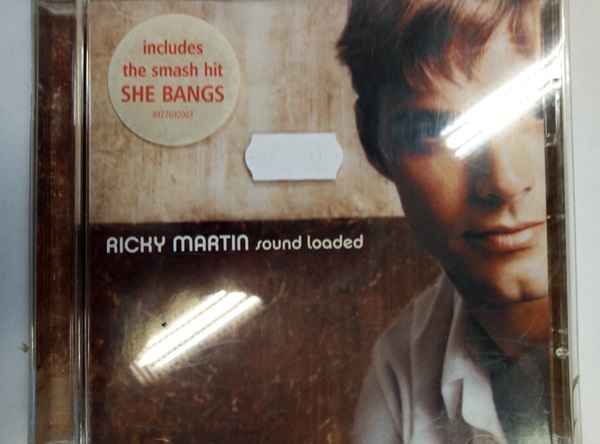 includes
the smash hit
SHE BANGS
4977692001
RICKY MARTIN sound loaded